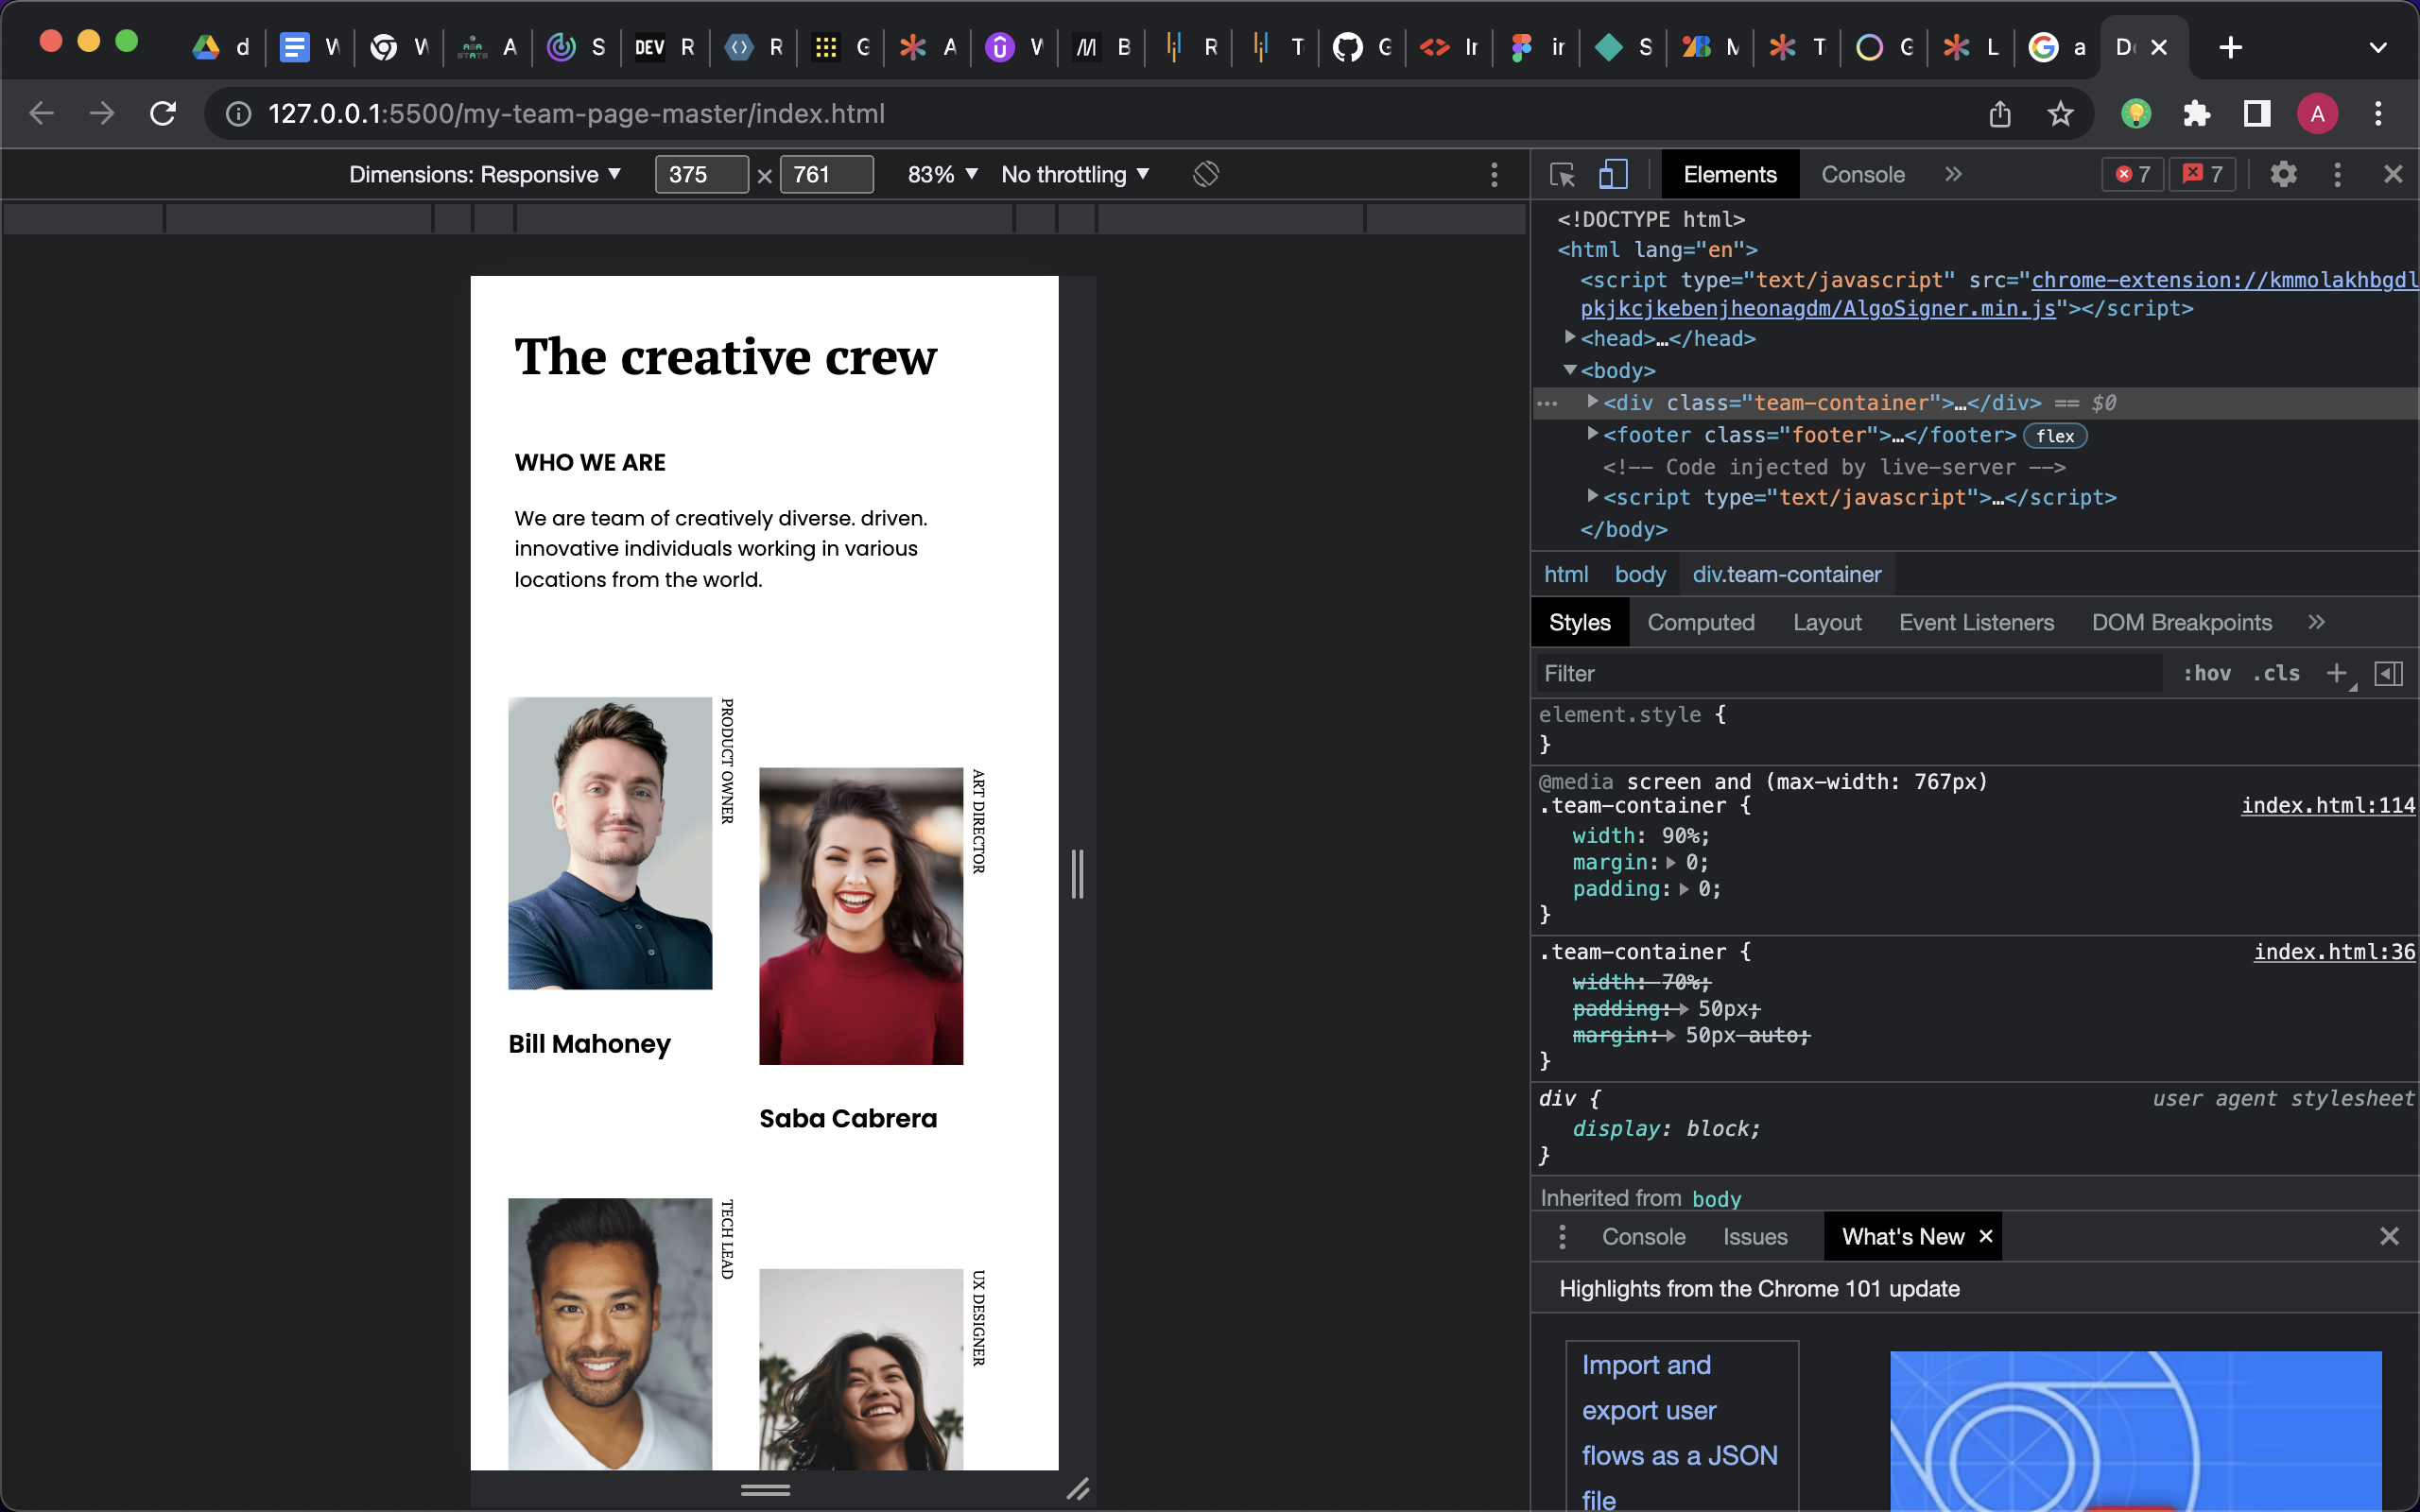 d W W A S DEV R R G A W M B R T G Ir ir S M T G L a D
127.0.0.1:5500/my-team-page-master/index.html
A
Dimensions: Responsive ▼ 375 × 761 83% ▼ No throttling ▼
Elements Console » 7 7
<!DOCTYPE html>
<html lang="en">
<script type="text/javascript" src="chrome-extension://kmmolakhbgdl
pkjkcjkebenjheonagdm/AlgoSigner.min.js"></script>
<head>…</head>
<body>
… <div class="team-container">…</div> == $0
<footer class="footer">…</footer> flex
<!-- Code injected by live-server -->
<script type="text/javascript">…</script>
</body>
html body div.team-container
Styles Computed Layout Event Listeners DOM Breakpoints »
Filter :hov .cls +
element.style {
}
@media screen and (max-width: 767px)
.team-container { index.html:114
width: 90%;
margin: 0;
padding: 0;
}
.team-container { index.html:36
width: 70%;
padding: 50px;
margin: 50px auto;
}
div { user agent stylesheet
display: block;
}
Inherited from body
Console Issues What's New
Highlights from the Chrome 101 update
Import and
export user
flows as a JSON
file
The creative crew
WHO WE ARE
We are team of creatively diverse. driven.
innovative individuals working in various
locations from the world.
PRODUCT OWNER
Bill Mahoney
ART DIRECTOR
Saba Cabrera
TECH LEAD
UX DESIGNER